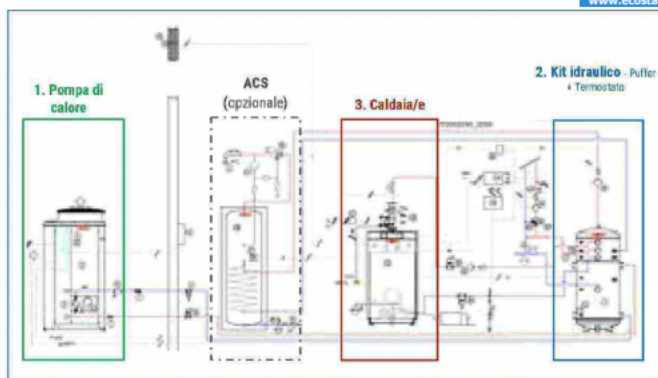 www.ecosta
1. Pompa di
calore
ACS
(opzionale)
3. Caldaia/e
2. Kit idraulico - Puffer
+ Termostato